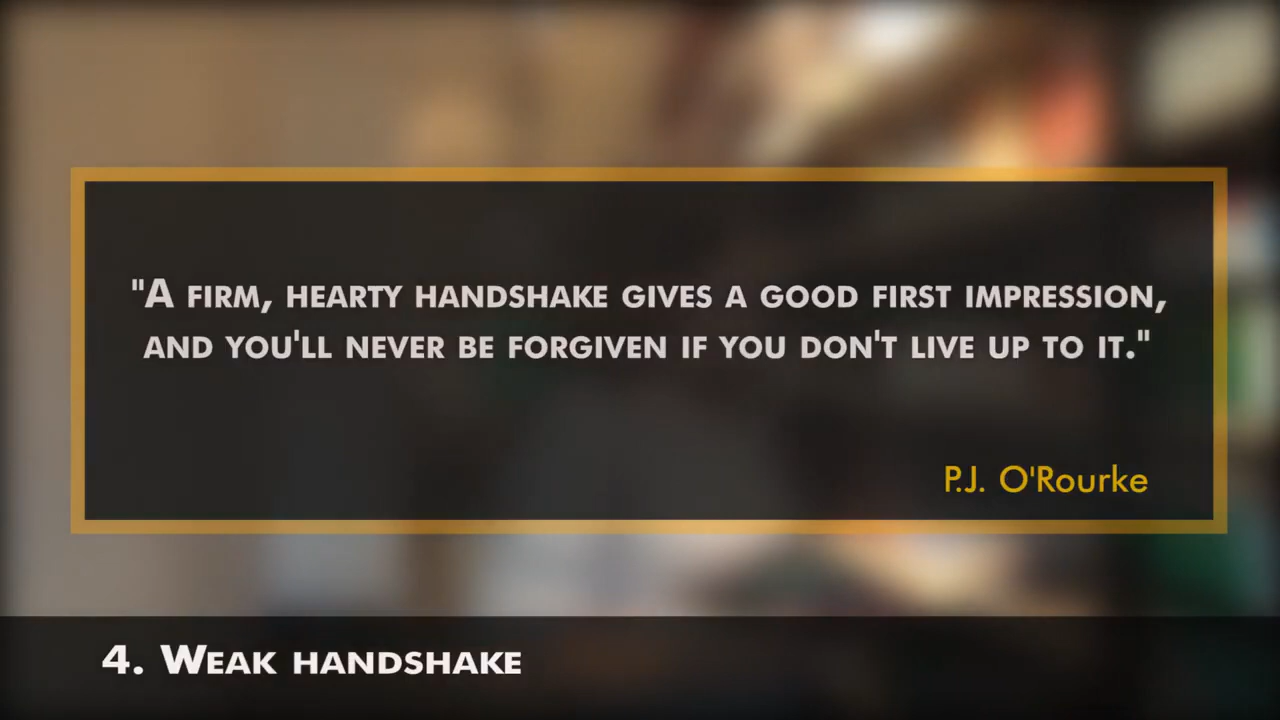 "A FIRM, HEARTY HANDSHAKE GIVES A GOOD FIRST IMPRESSION,
AND YOU'LL NEVER BE FORGIVEN IF YOU DON'T LIVE UP TO IT."
P.J. O'Rourke
4. WEAK HANDSHAKE